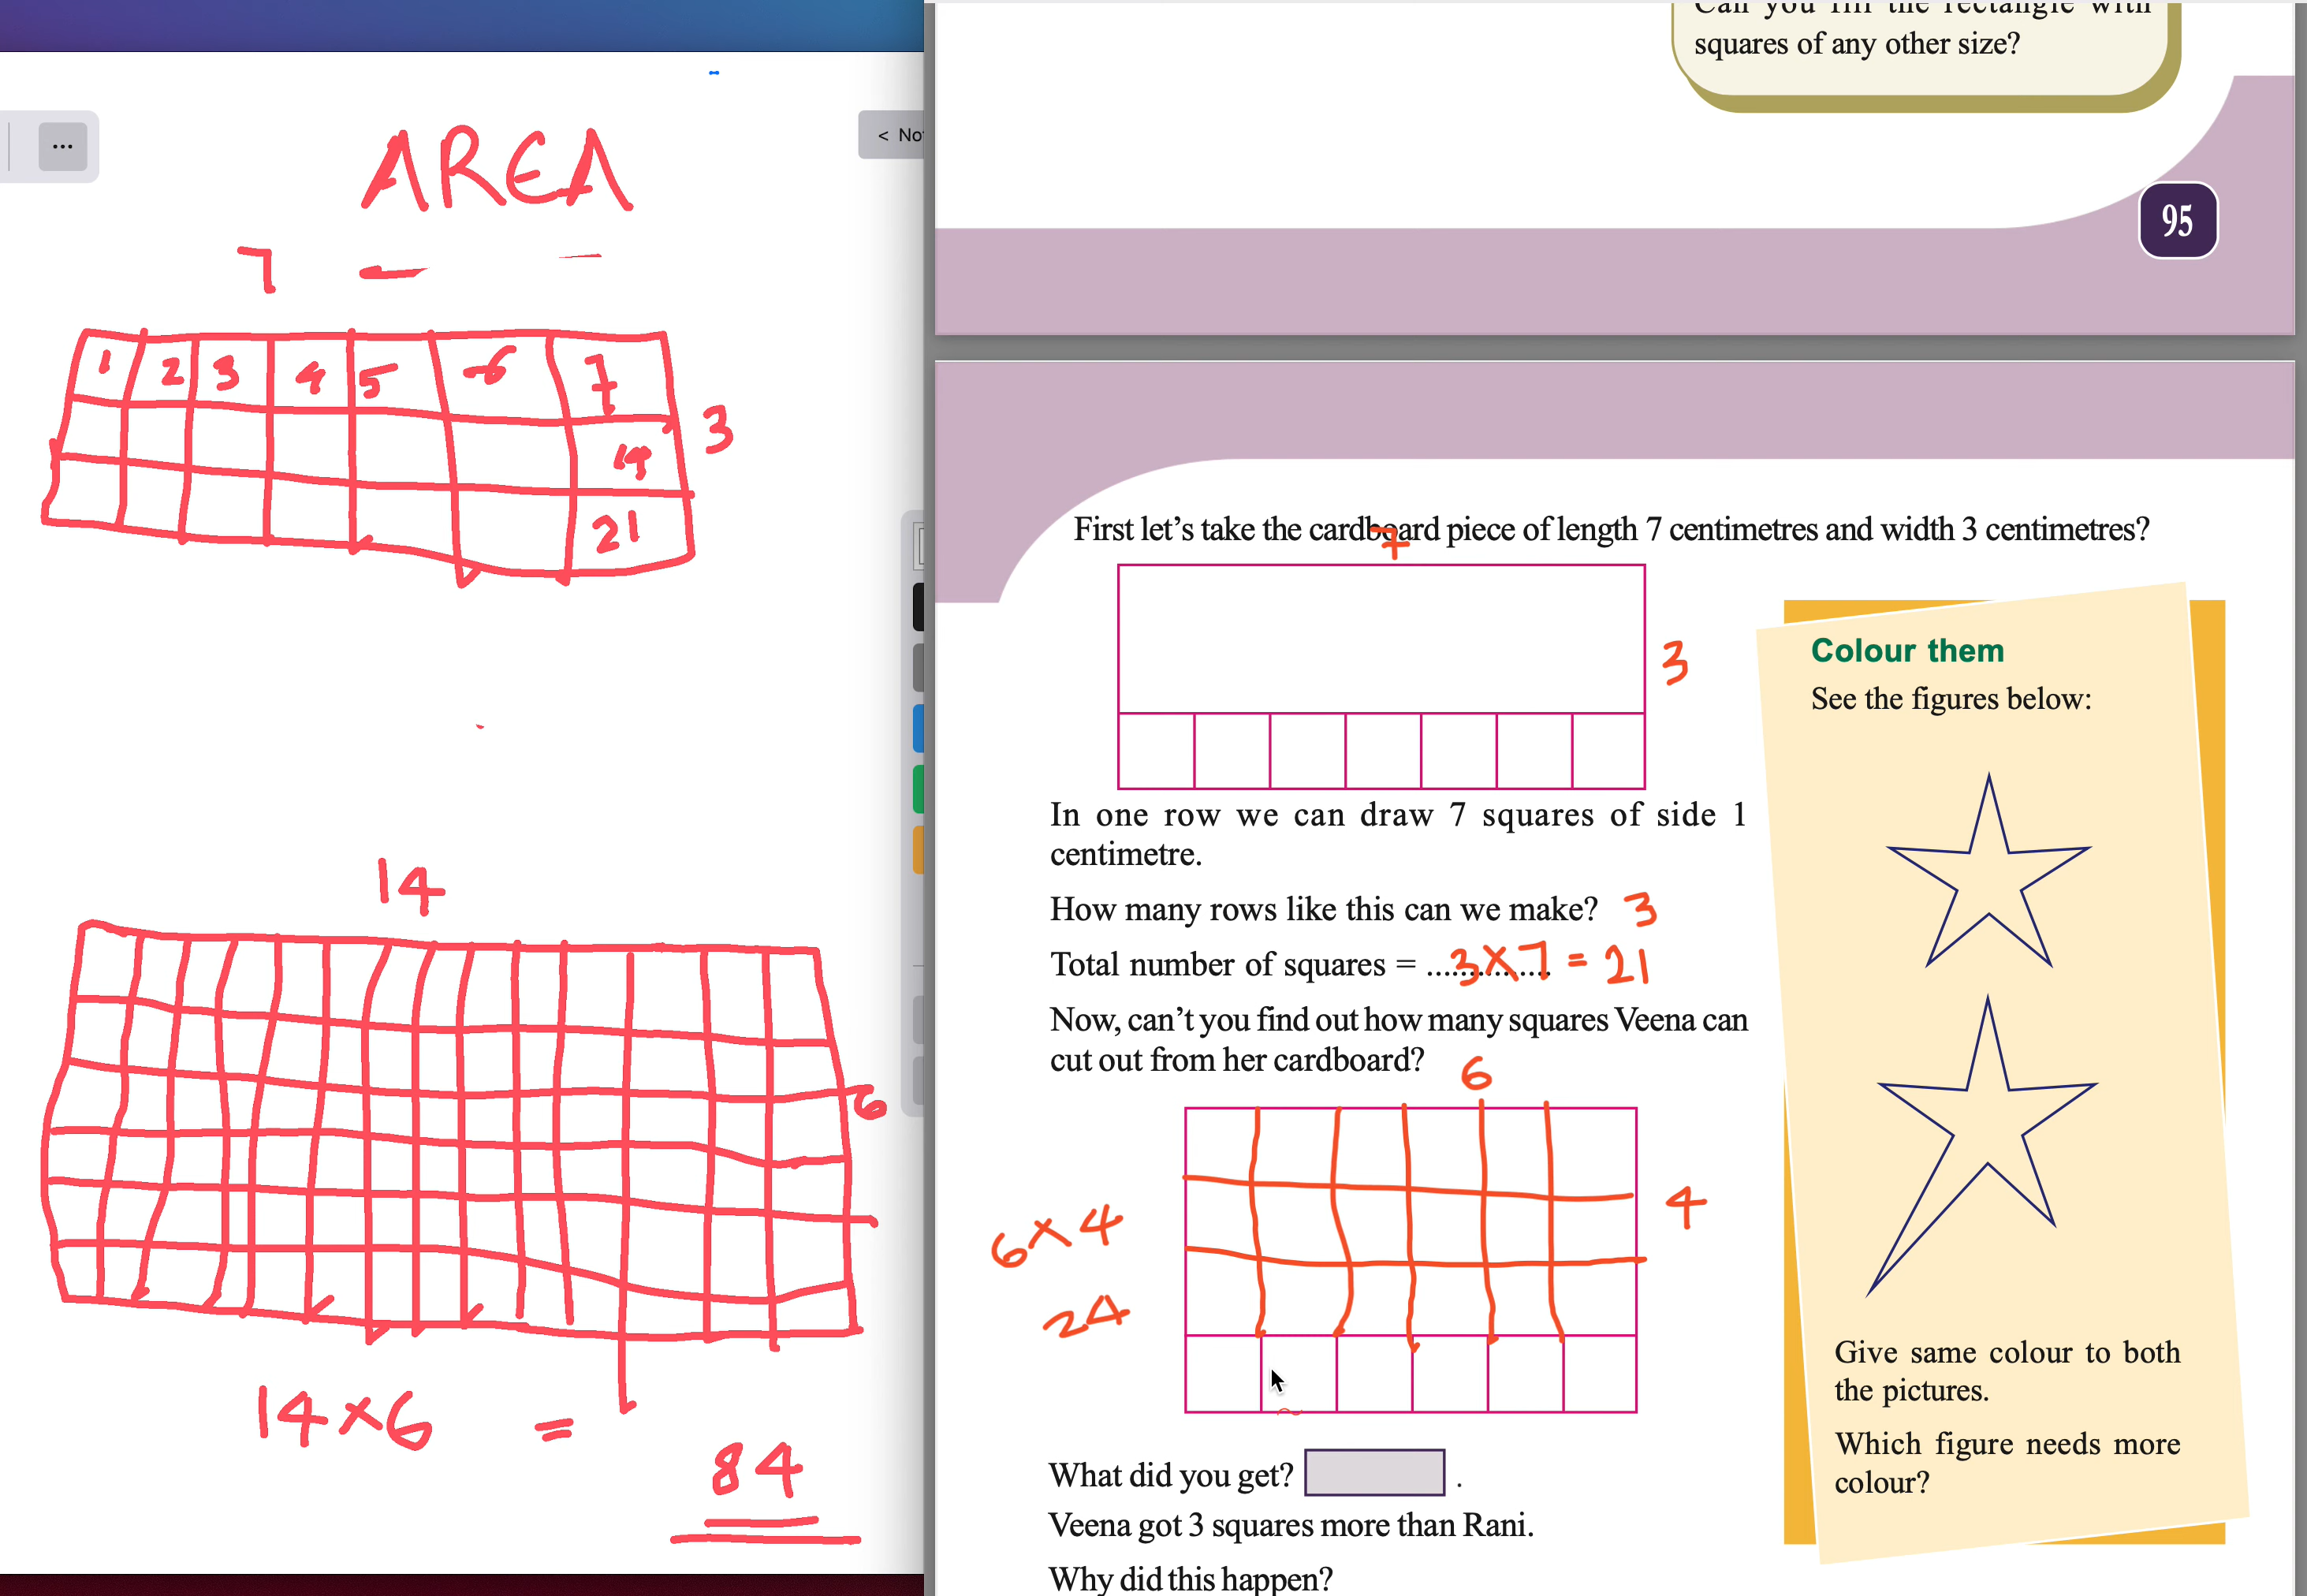 ...
< No
AREA
7
1 2 3 4 5 6 7
3
14
21
14
6
14 × 6 =
84
squares of any other size?
95
First let's take the cardboard piece of length 7 centimetres and width 3 centimetres?
7
3
In one row we can draw 7 squares of side 1
centimetre.
How many rows like this can we make? 3
Total number of squares = ............... 3 × 7 = 21
Now, can't you find out how many squares Veena can
cut out from her cardboard?
6
4
6 × 4
24
What did you get? .
Veena got 3 squares more than Rani.
Why did this happen?
Colour them
See the figures below:
Give same colour to both
the pictures.
Which figure needs more
colour?